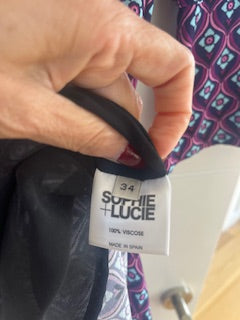 34
SOPHIE
+LUCIE
100% VISCOSE
MADE IN SPAIN